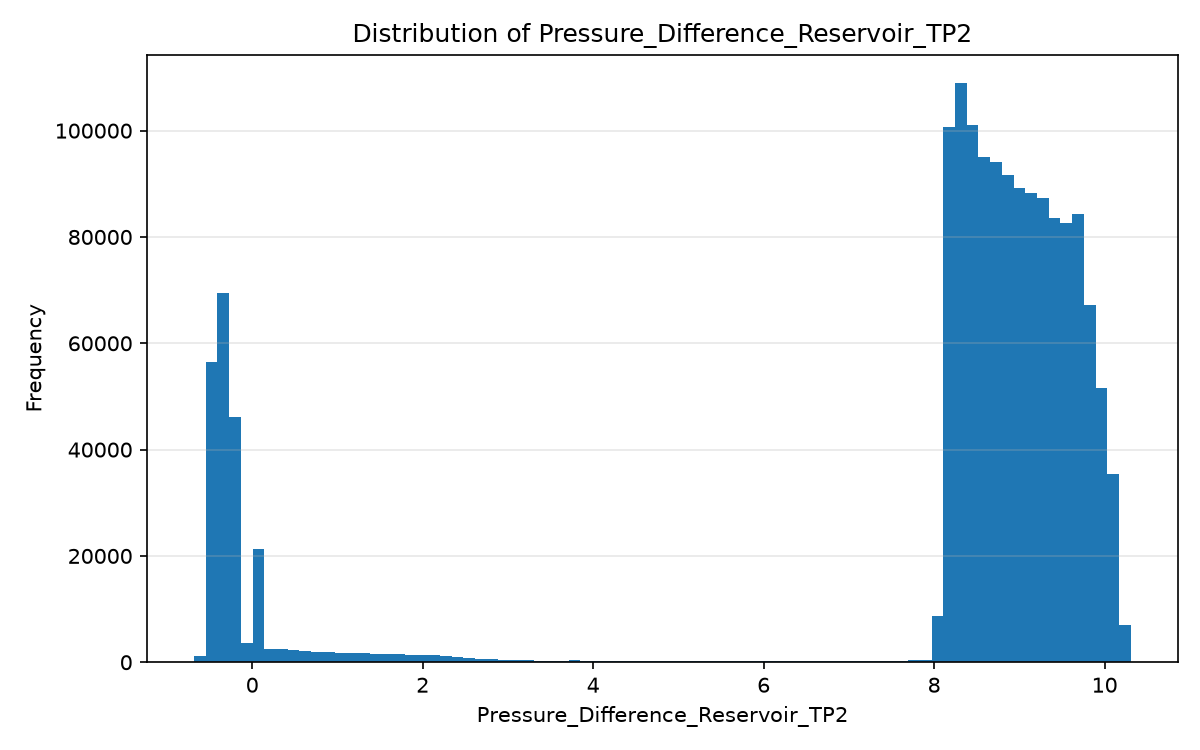 Distribution of Pressure_Difference_Reservoir_TP2
Frequency
100000
80000
60000
40000
20000
0
0 2 4 6 8 10
Pressure_Difference_Reservoir_TP2